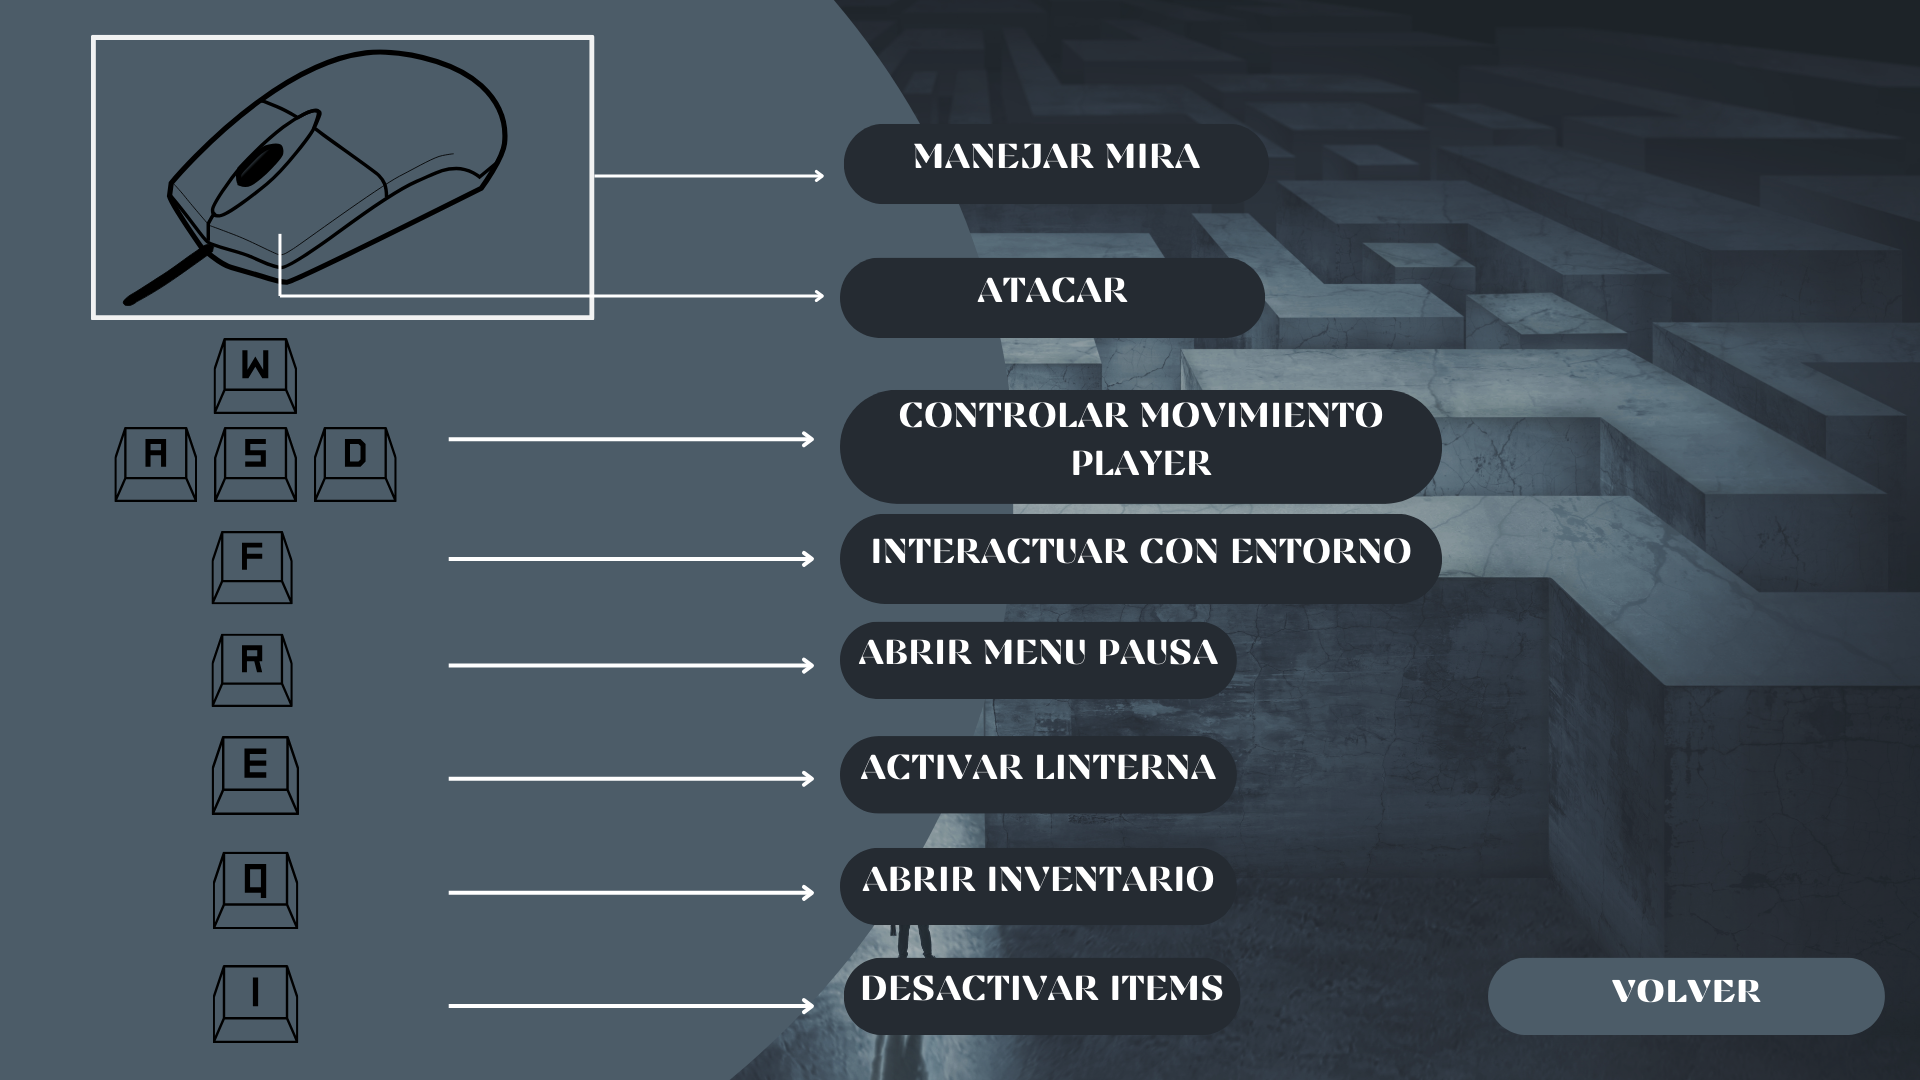 MANEJAR MIRA
ATACAR
W
A S D
CONTROLAR MOVIMIENTO
PLAYER
F
INTERACTUAR CON ENTORNO
R
ABRIR MENU PAUSA
E
ACTIVAR LINTERNA
Q
ABRIR INVENTARIO
I
DESACTIVAR ITEMS
VOLVER